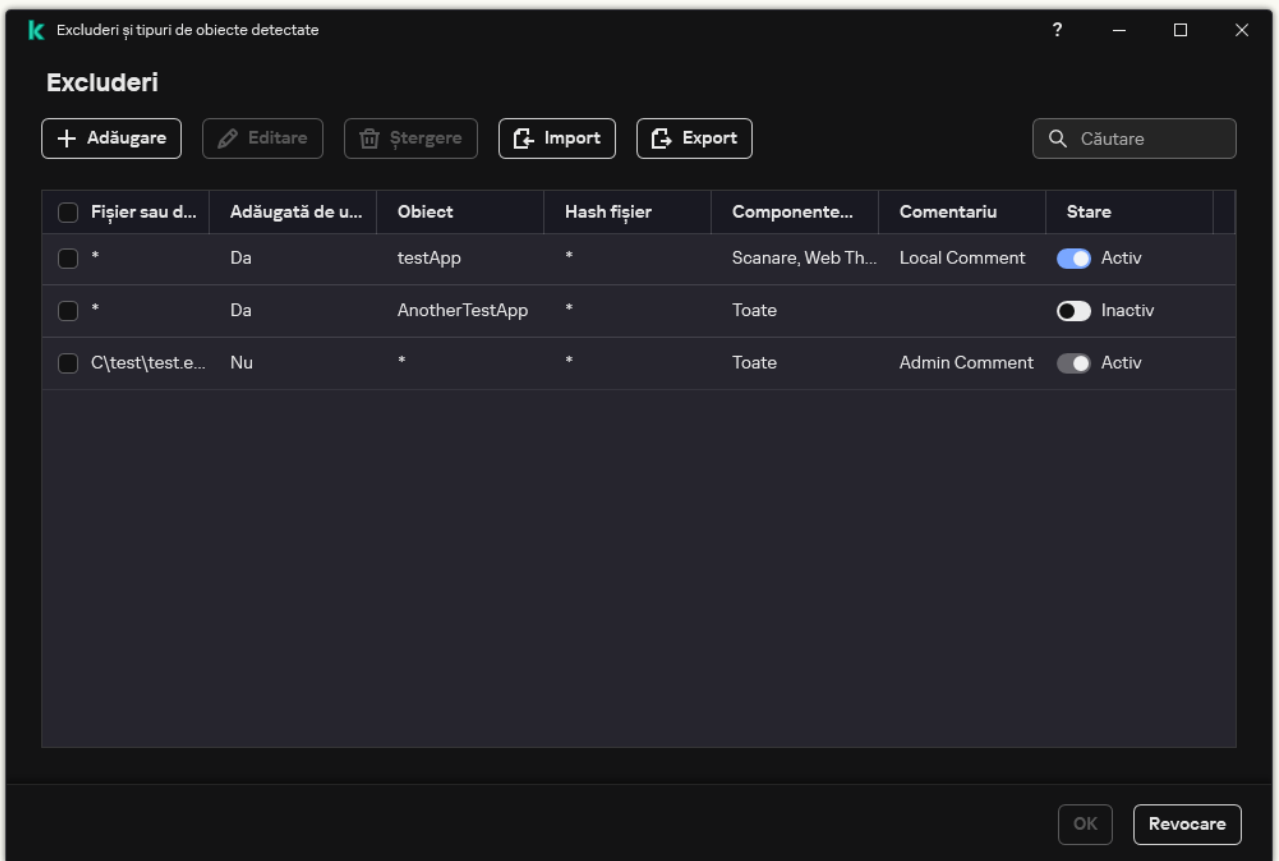 Excluderi și tipuri de obiecte detectate ?
Excluderi
Adăugare Editare Ștergere Import Export Căutare
Fișier sau d... Adăugată de u... Obiect Hash fișier Componente... Comentariu Stare
* Da testApp * Scanare, Web Th... Local Comment Activ
* Da AnotherTestApp * Toate Inactiv
C\test\test.e... Nu * * Toate Admin Comment Activ
OK Revocare